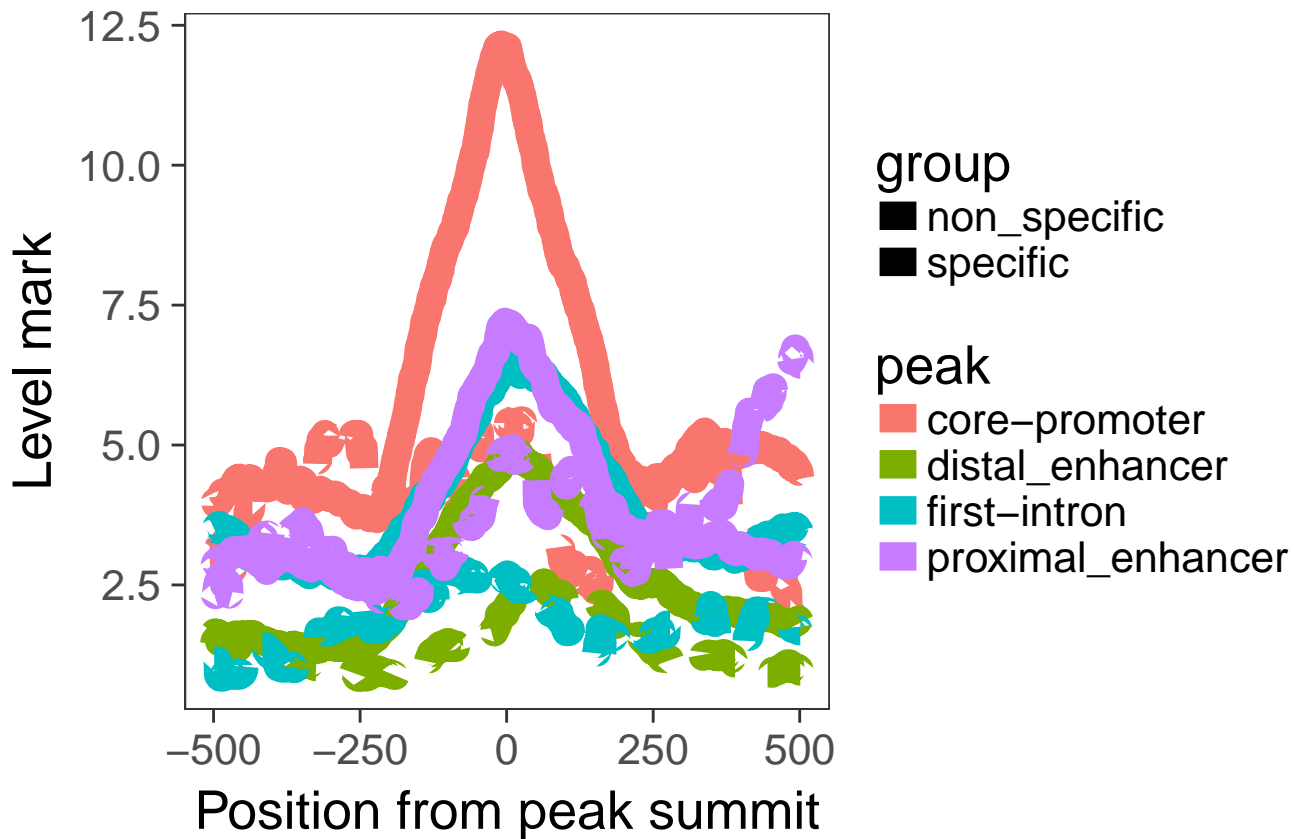 12.5
10.0
7.5
5.0
2.5
Level mark
−500
−250
0
250
500
Position from peak summit
group
non_specific
specific
peak
core−promoter
distal_enhancer
first−intron
proximal_enhancer